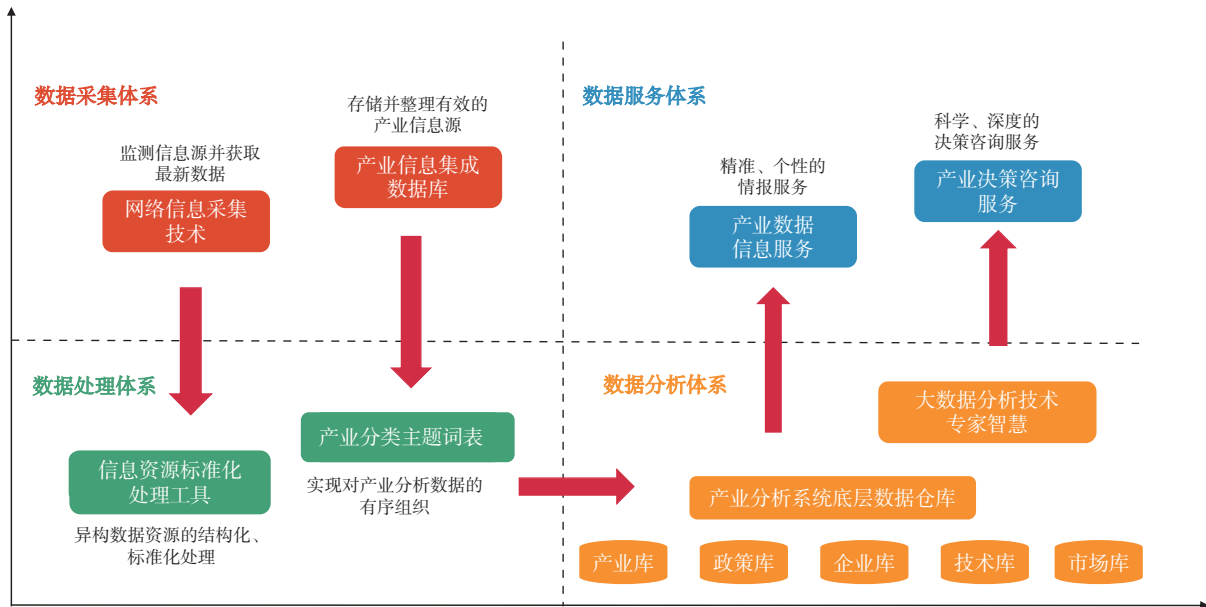 数据采集体系
存储并整理有效的
产业信息源
产业信息集成
数据库
监测信息源并获取
最新数据
网络信息采集
技术
数据服务体系
科学、深度的
决策咨询服务
产业决策咨询
服务
精准、个性的
情报服务
产业数据
信息服务
数据处理体系
产业分类主题词表
实现对产业分析数据的
有序组织
信息资源标准化
处理工具
异构数据资源的结构化、
标准化处理
数据分析体系
大数据分析技术
专家智慧
产业分析系统底层数据仓库
产业库
政策库
企业库
技术库
市场库